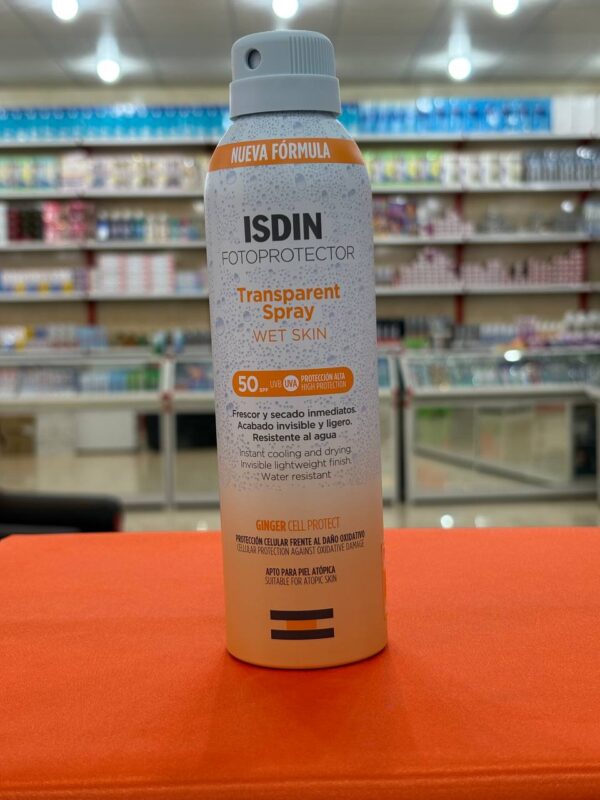 NUEVA FÓRMULA
ISDIN
FOTOPROTECTOR
Transparent
Spray
WET SKIN
50 SPF UVB UVA PROTECCIÓN ALTA
HIGH PROTECTION
Frescor y secado inmediatos.
Acabado invisible y ligero.
Resistente al agua
Instant cooling and drying
Invisible lightweight finish
Water resistant
GINGER CELL PROTECT
PROTECCIÓN CELULAR FRENTE AL DAÑO OXIDATIVO
CELLULAR PROTECTION AGAINST OXIDATIVE DAMAGE
APTO PARA PIEL ATÓPICA
SUITABLE FOR ATOPIC SKIN